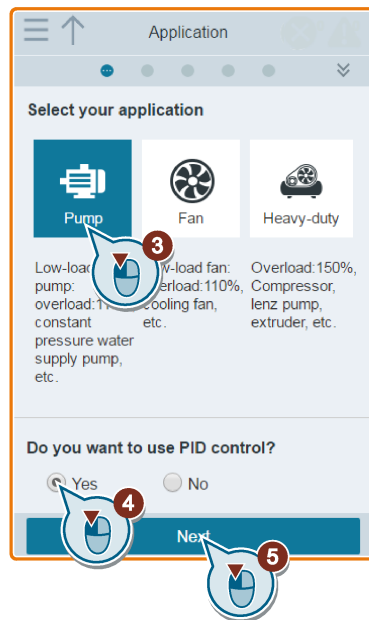 Application
Select your application
Pump
Fan
Heavy-duty
3
Low-load
pump:
overload:1
constant
pressure water
supply pump,
etc.
-load fan:
erload:110%,
cooling fan,
etc.
Overload:150%,
Compressor,
lenz pump,
extruder, etc.
Do you want to use PID control?
Yes
No
4
Next
5